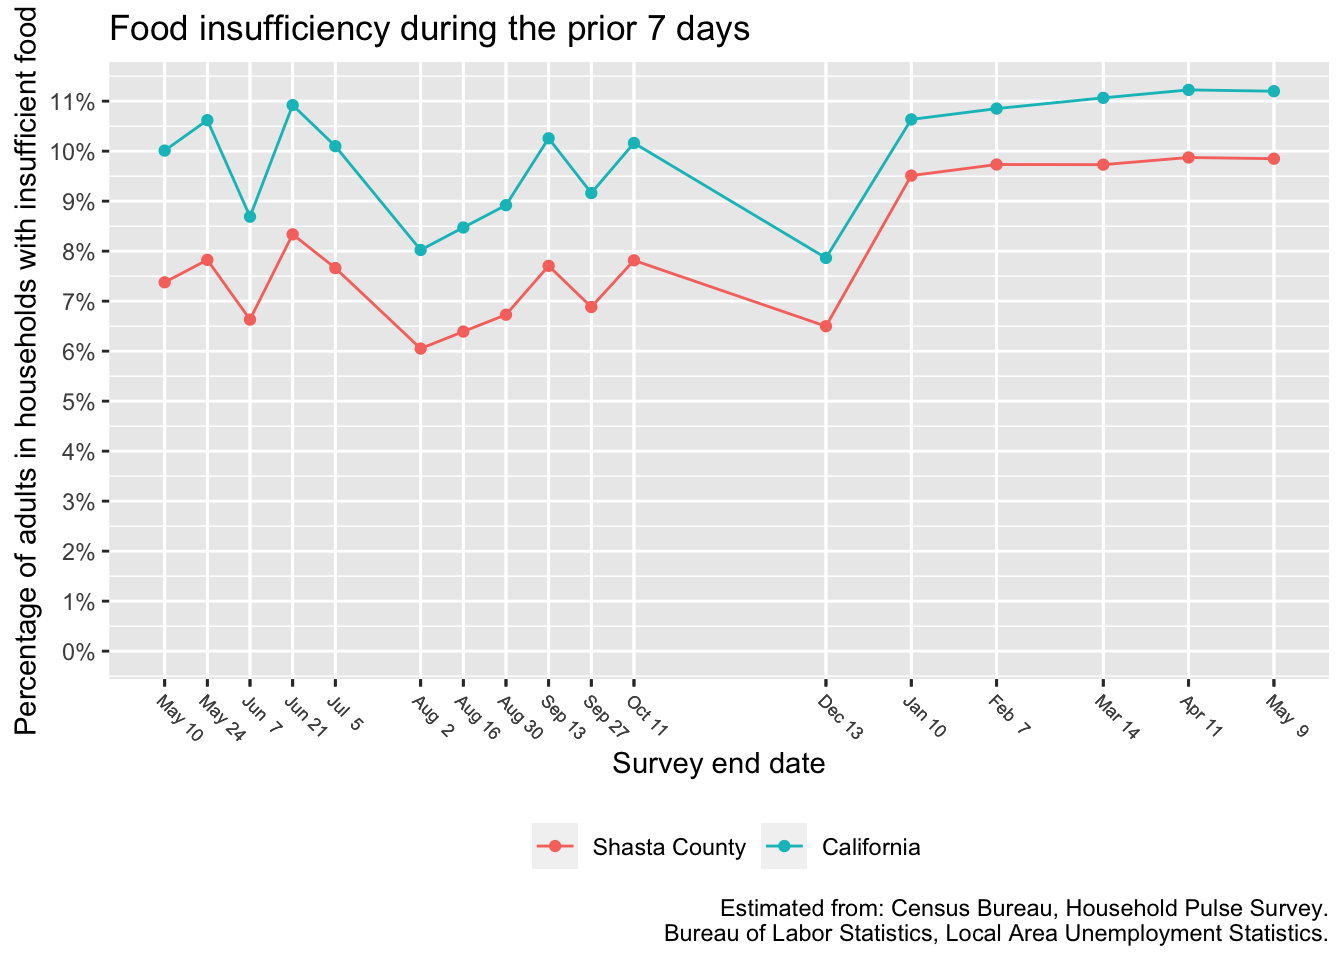 Food insufficiency during the prior 7 days
Percentage of adults in households with insufficient food
11%
10%
9%
8%
7%
6%
5%
4%
3%
2%
1%
0%
May 10
May 24
Jun 7
Jun 21
Jul 5
Aug 2
Aug 16
Aug 30
Sep 13
Sep 27
Oct 11
Dec 13
Jan 10
Feb 7
Mar 14
Apr 11
May 9
Survey end date
Shasta County
California
Estimated from: Census Bureau, Household Pulse Survey.
Bureau of Labor Statistics, Local Area Unemployment Statistics.